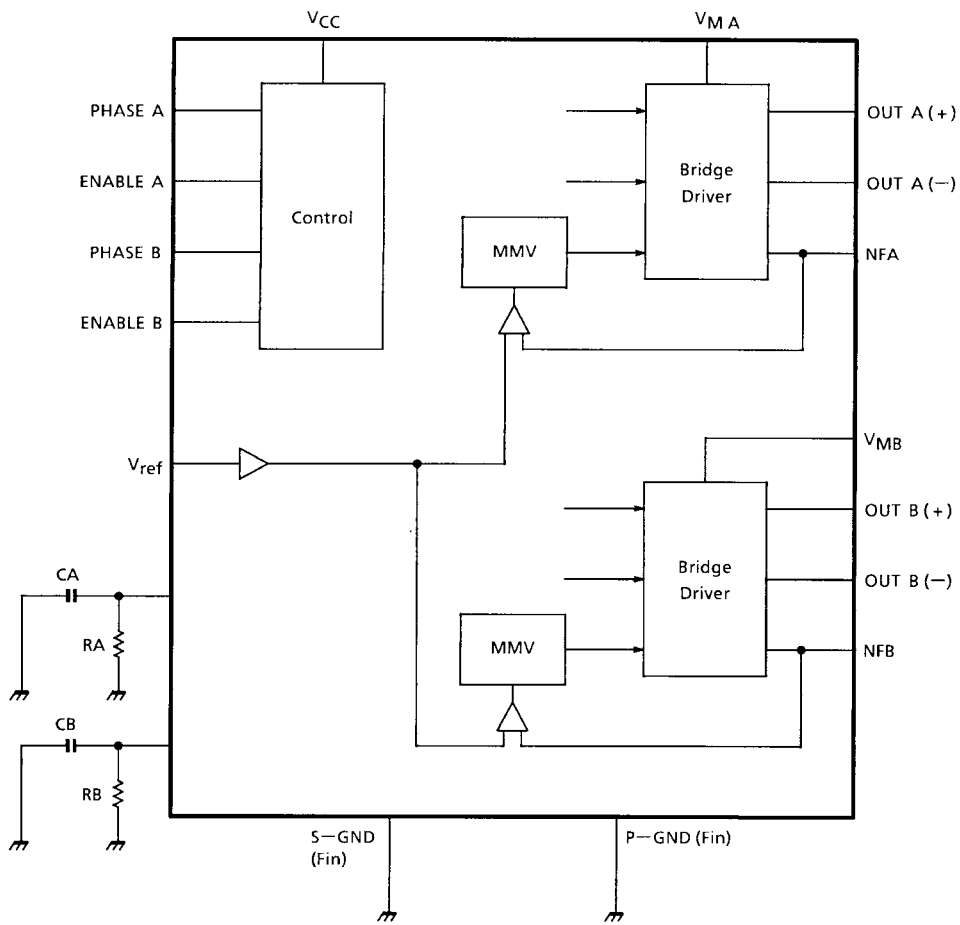 VCC
VM A
PHASE A
ENABLE A
PHASE B
ENABLE B
Control
Bridge
Driver
MMV
OUT A (+)
OUT A (−)
NFA
Vref
VMB
Bridge
Driver
MMV
OUT B (+)
OUT B (−)
NFB
CA
RA
CB
RB
S−GND
(Fin)
P−GND (Fin)